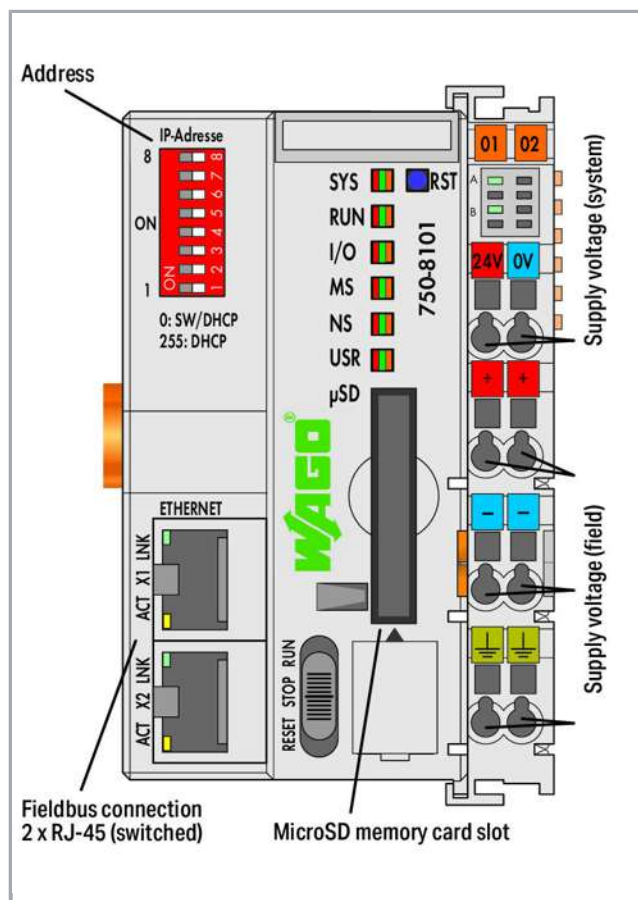 Address
IP-Adresse
8
ON
1
ON
8
7
6
5
4
3
2
1
0: SW/DHCP
255: DHCP
SYS
RST
RUN
I/O
MS
NS
USR
µSD
750-8101
WAGO
®
01 02
A
B
24V 0V
+ +
- -
Supply voltage (system)
Supply voltage (field)
ETHERNET
ACT X1 LNK
ACT X2 LNK
RESET STOP RUN
Fieldbus connection
2 x RJ-45 (switched)
MicroSD memory card slot